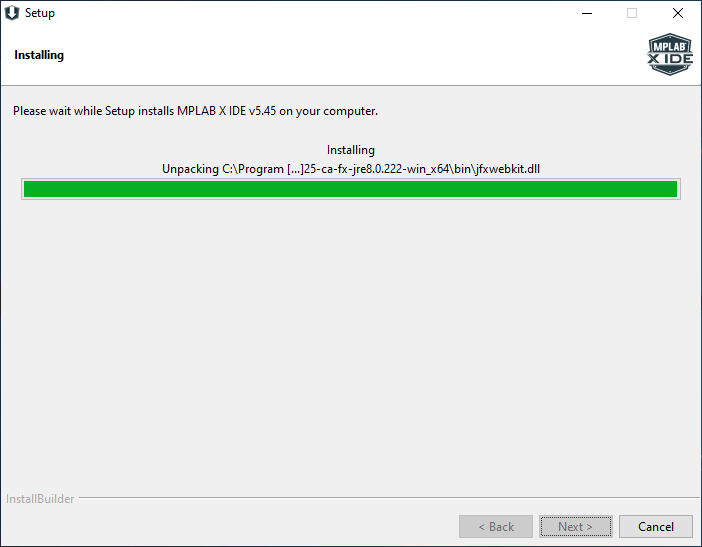 Setup
Installing
MPLAB®
X IDE
Please wait while Setup installs MPLAB X IDE v5.45 on your computer.
Installing
Unpacking C:\Program [...]25-ca-fx-jre8.0.222-win_x64\bin\jfxwebkit.dll
InstallBuilder
< Back
Next >
Cancel